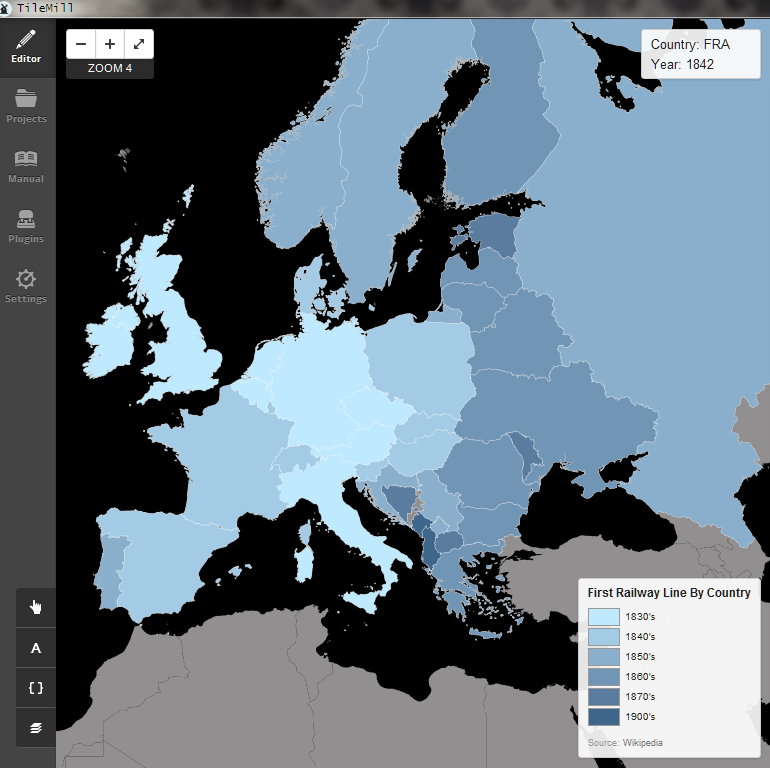 TileMill
Editor
Projects
Manual
Plugins
Settings
A
{ }
ZOOM 4
Country: FRA
Year: 1842
First Railway Line By Country
1830's
1840's
1850's
1860's
1870's
1900's
Source: Wikipedia